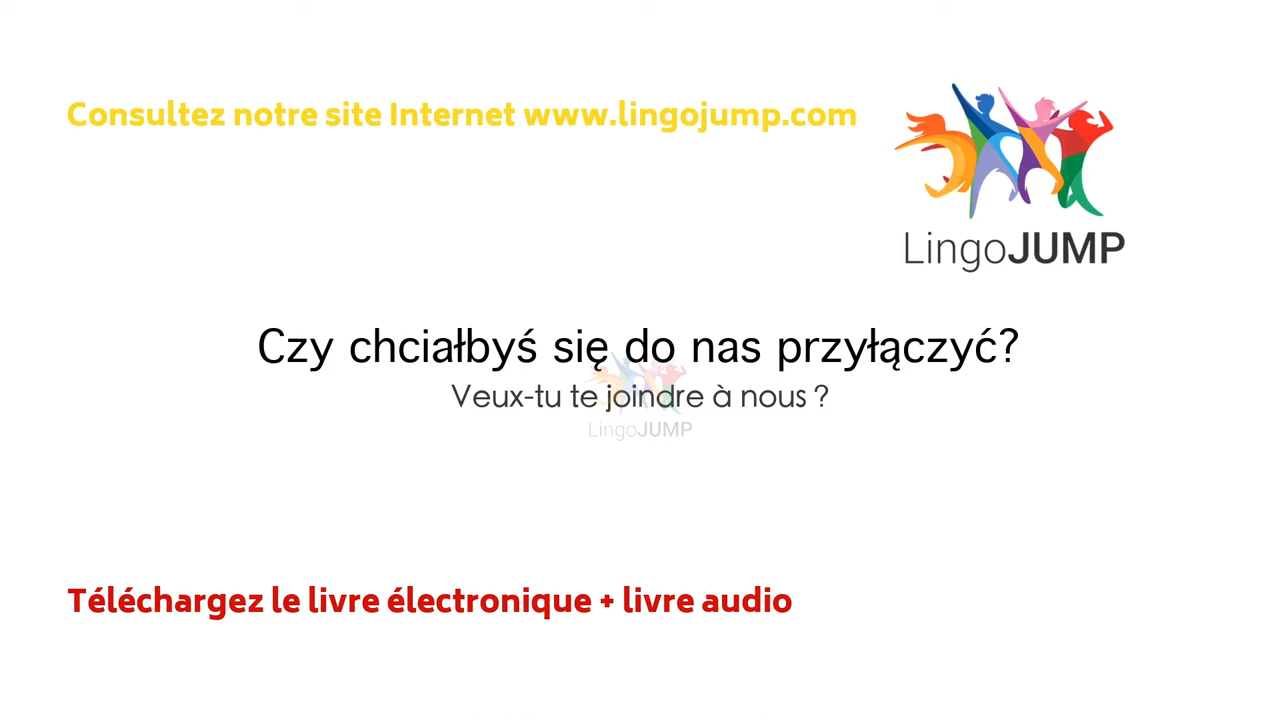 Consultez notre site Internet www.lingojump.com
LingoJUMP
Czy chciałbyś się do nas przyłączyć?
Veux-tu te joindre à nous ?
LingoJUMP
Téléchargez le livre électronique + livre audio